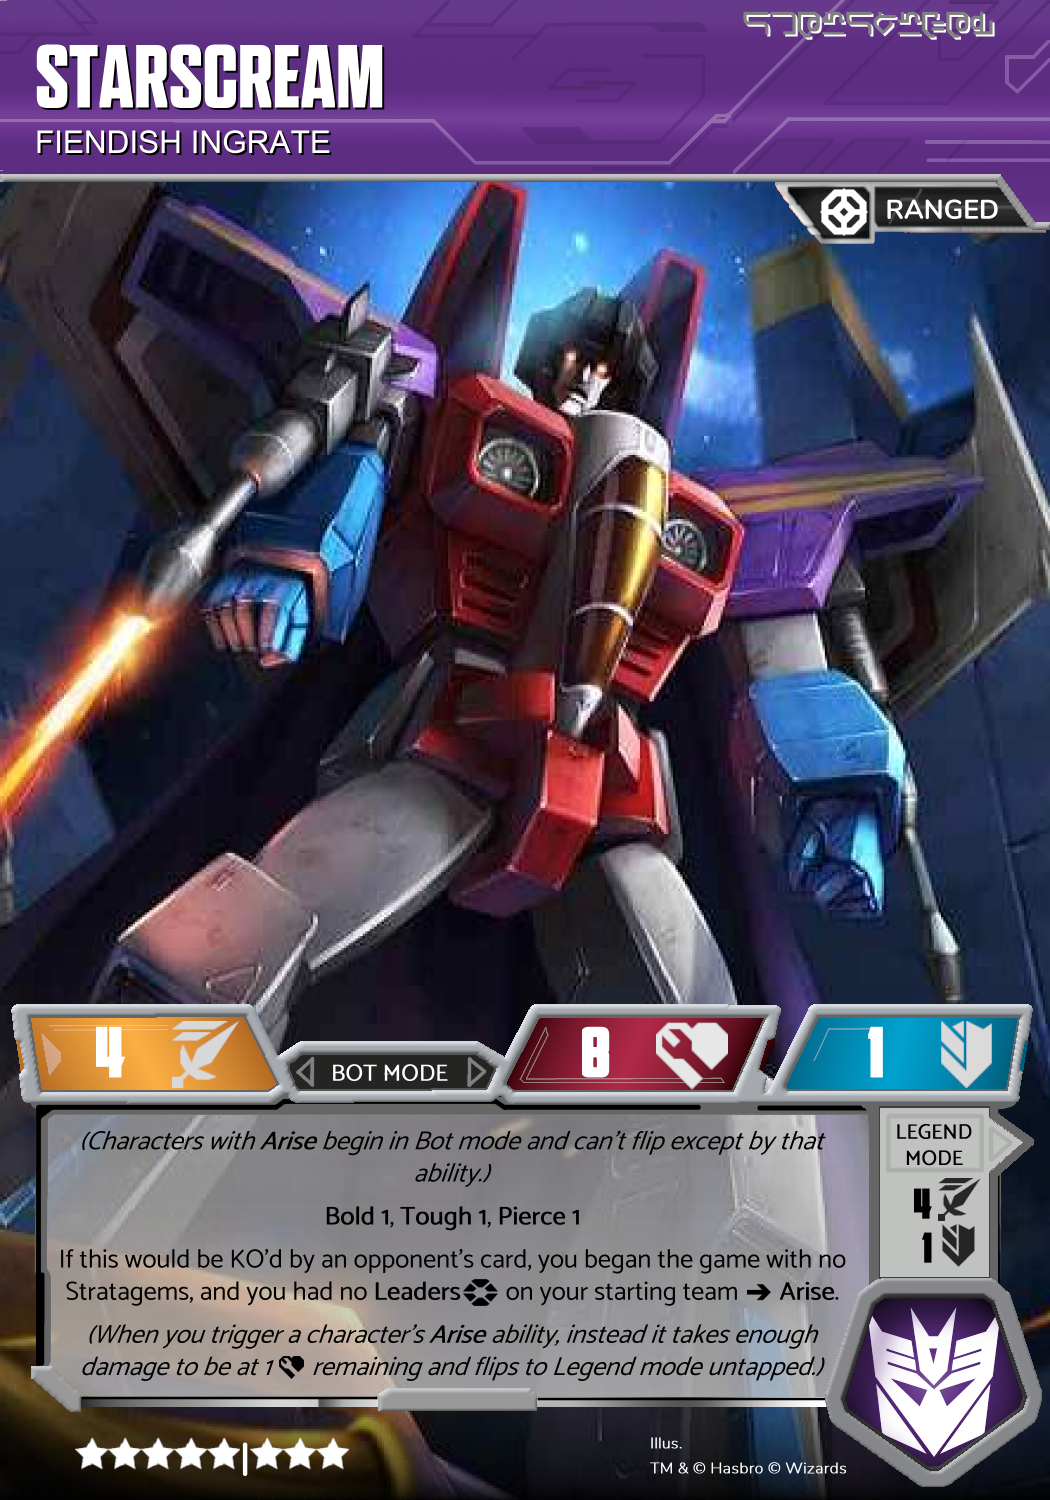 STARSCREAM
FIENDISH INGRATE
RANGED
4
BOT MODE
8
1
(Characters with Arise begin in Bot mode and can't flip except by that
ability.)
Bold 1, Tough 1, Pierce 1
If this would be KO'd by an opponent's card, you began the game with no
Stratagems, and you had no Leaders on your starting team ➔ Arise.
(When you trigger a character's Arise ability, instead it takes enough
damage to be at 1 remaining and flips to Legend mode untapped.)
LEGEND
MODE
4
1
Illus.
TM & © Hasbro © Wizards